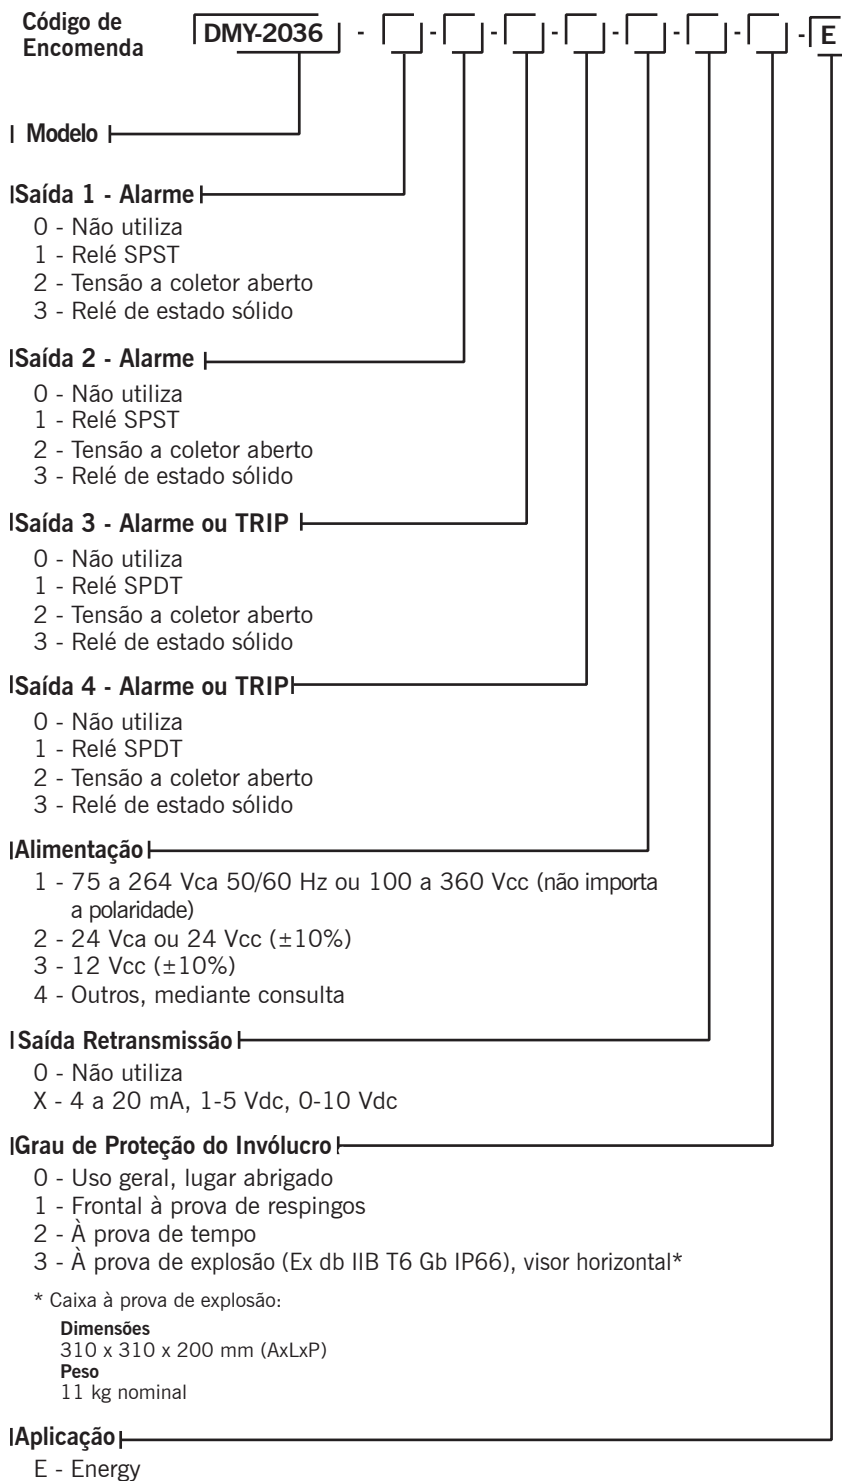 Código de
Encomenda
DMY-2036 - - - - - - - - E
Modelo
Saída 1 - Alarme
0 - Não utiliza
1 - Relé SPST
2 - Tensão a coletor aberto
3 - Relé de estado sólido
Saída 2 - Alarme
0 - Não utiliza
1 - Relé SPST
2 - Tensão a coletor aberto
3 - Relé de estado sólido
Saída 3 - Alarme ou TRIP
0 - Não utiliza
1 - Relé SPDT
2 - Tensão a coletor aberto
3 - Relé de estado sólido
Saída 4 - Alarme ou TRIP
0 - Não utiliza
1 - Relé SPDT
2 - Tensão a coletor aberto
3 - Relé de estado sólido
Alimentação
1 - 75 a 264 Vca 50/60 Hz ou 100 a 360 Vcc (não importa
a polaridade)
2 - 24 Vca ou 24 Vcc (±10%)
3 - 12 Vcc (±10%)
4 - Outros, mediante consulta
Saída Retransmissão
0 - Não utiliza
X - 4 a 20 mA, 1-5 Vdc, 0-10 Vdc
Grau de Proteção do Invólucro
0 - Uso geral, lugar abrigado
1 - Frontal à prova de respingos
2 - À prova de tempo
3 - À prova de explosão (Ex db IIB T6 Gb IP66), visor horizontal*
* Caixa à prova de explosão:
Dimensões
310 x 310 x 200 mm (AxLxP)
Peso
11 kg nominal
Aplicação
E - Energy